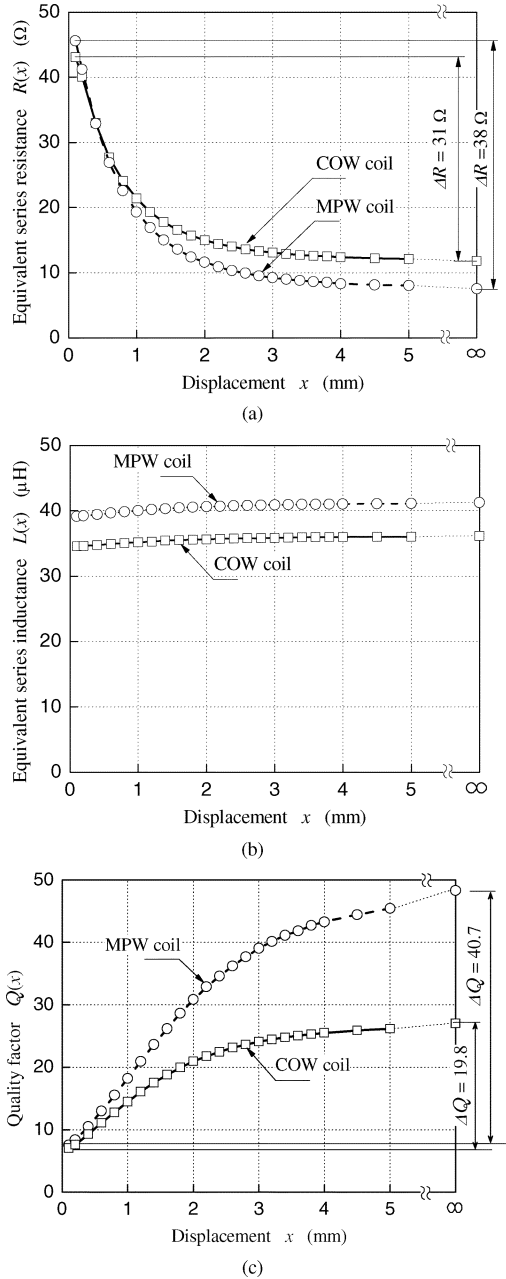 50
40
30
20
10
0
Equivalent series resistance R(x) (Ω)
COW coil
MPW coil
ΔR = 31 Ω
ΔR = 38 Ω
0 1 2 3 4 5 ∞
Displacement x (mm)
(a)
50
40
30
20
10
0
Equivalent series inductance L(x) (μH)
MPW coil
COW coil
0 1 2 3 4 5 ∞
Displacement x (mm)
(b)
50
40
30
20
10
0
Quality factor Q(x)
MPW coil
COW coil
ΔQ = 19.8
ΔQ = 40.7
0 1 2 3 4 5 ∞
Displacement x (mm)
(c)